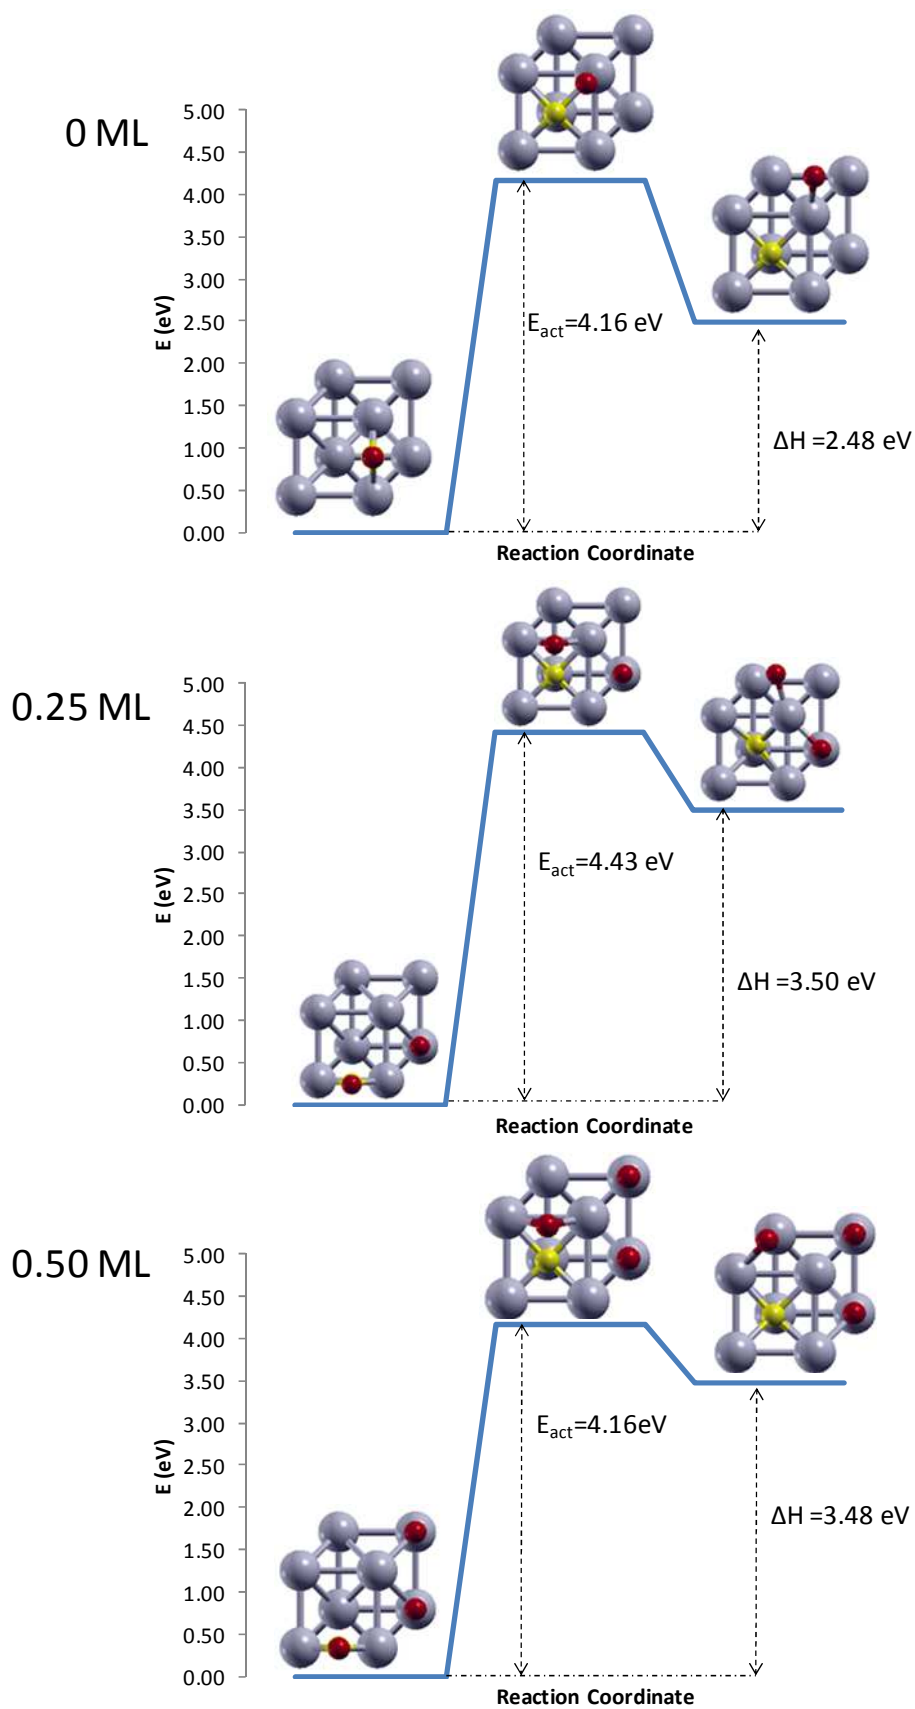 0 ML
5.00
4.50
4.00
3.50
3.00
2.50
2.00
1.50
1.00
0.50
0.00
E (eV)
Eact=4.16 eV
ΔH =2.48 eV
Reaction Coordinate
0.25 ML
5.00
4.50
4.00
3.50
3.00
2.50
2.00
1.50
1.00
0.50
0.00
E (eV)
Eact=4.43 eV
ΔH =3.50 eV
Reaction Coordinate
0.50 ML
5.00
4.50
4.00
3.50
3.00
2.50
2.00
1.50
1.00
0.50
0.00
E (eV)
Eact=4.16eV
ΔH =3.48 eV
Reaction Coordinate